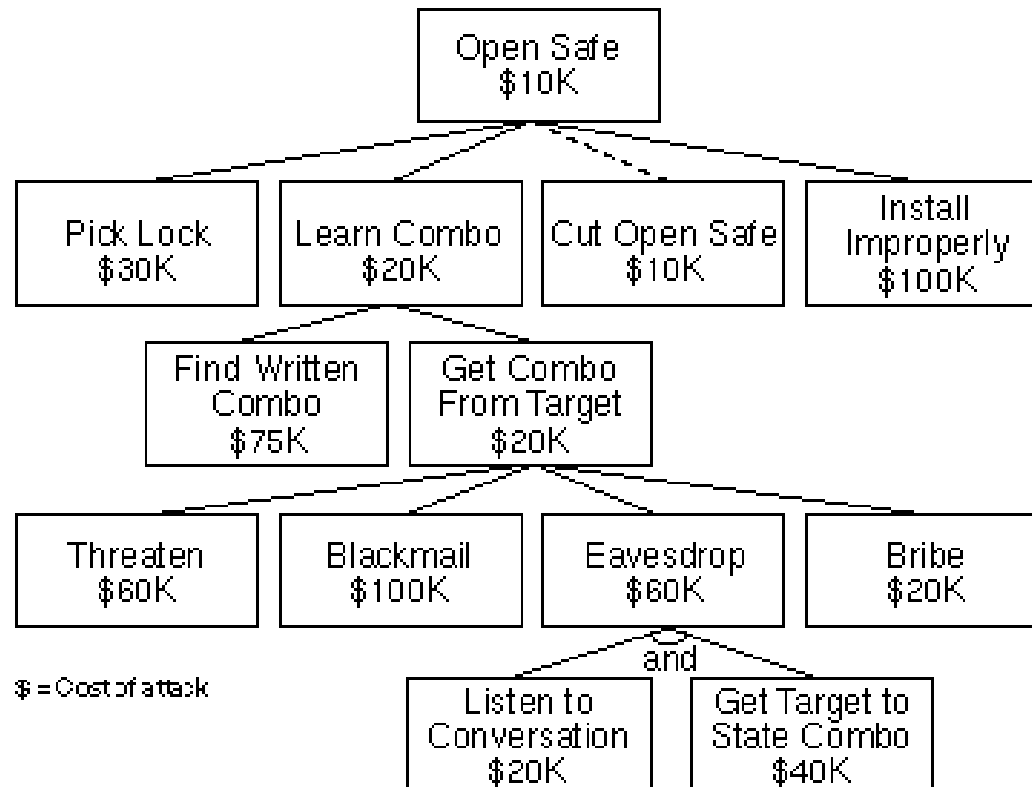 Open Safe
$10K
Pick Lock
$30K
Learn Combo
$20K
Cut Open Safe
$10K
Install
Improperly
$100K
Find Written
Combo
$75K
Get Combo
From Target
$20K
Threaten
$60K
Blackmail
$100K
Eavesdrop
$60K
Bribe
$20K
and
$ = Cost of attack
Listen to
Conversation
$20K
Get Target to
State Combo
$40K